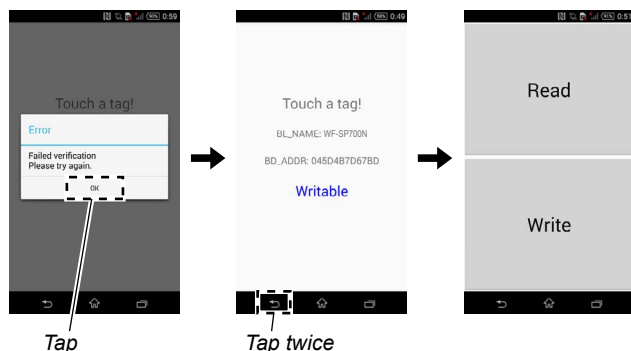 0:59
Touch a tag!
Error
Failed verification
Please try again.
OK
Tap
0:49
Touch a tag!
BL_NAME: WF-SP700N
BD_ADDR: 045D4B7D67BD
Writable
Tap twice
91%
0:51
Read
Write